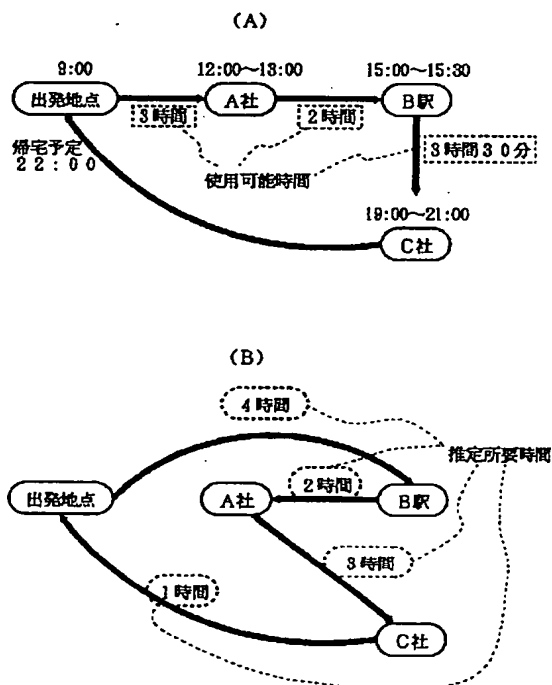 (A)
9:00
12:00～13:00
15:00～15:30
出発地点
A社
B駅
3時間
2時間
帰宅予定
22:00
使用可能時間
3時間30分
19:00～21:00
C社
(B)
4時間
推定所要時間
出発地点
A社
2時間
B駅
3時間
1時間
C社